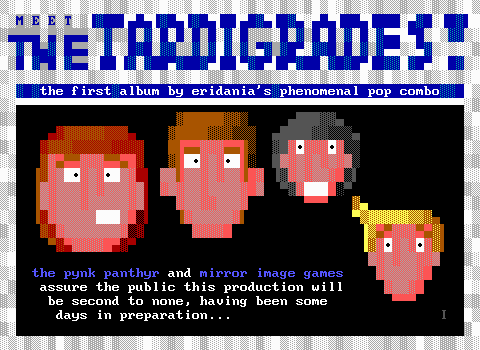 MEET
THE TARDIGRADES!
the first album by eridania's phenomenal pop combo
the pynk panthyr and mirror image games
assure the public this production will
be second to none, having been some
days in preparation...
I